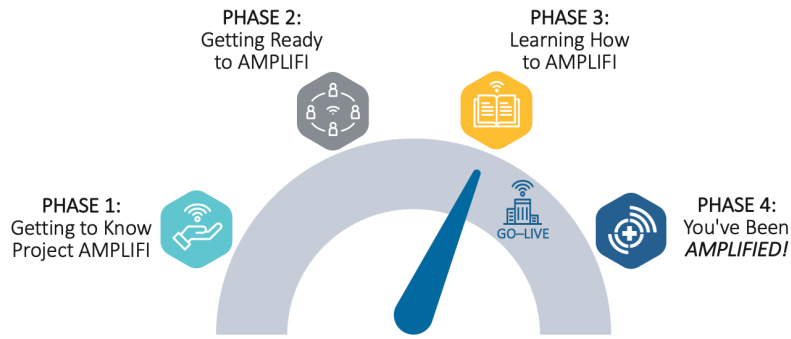 PHASE 1:
Getting to Know
Project AMPLIFI
PHASE 2:
Getting Ready
to AMPLIFI
PHASE 3:
Learning How
to AMPLIFI
GO–LIVE
PHASE 4:
You've Been
AMPLIFIED!